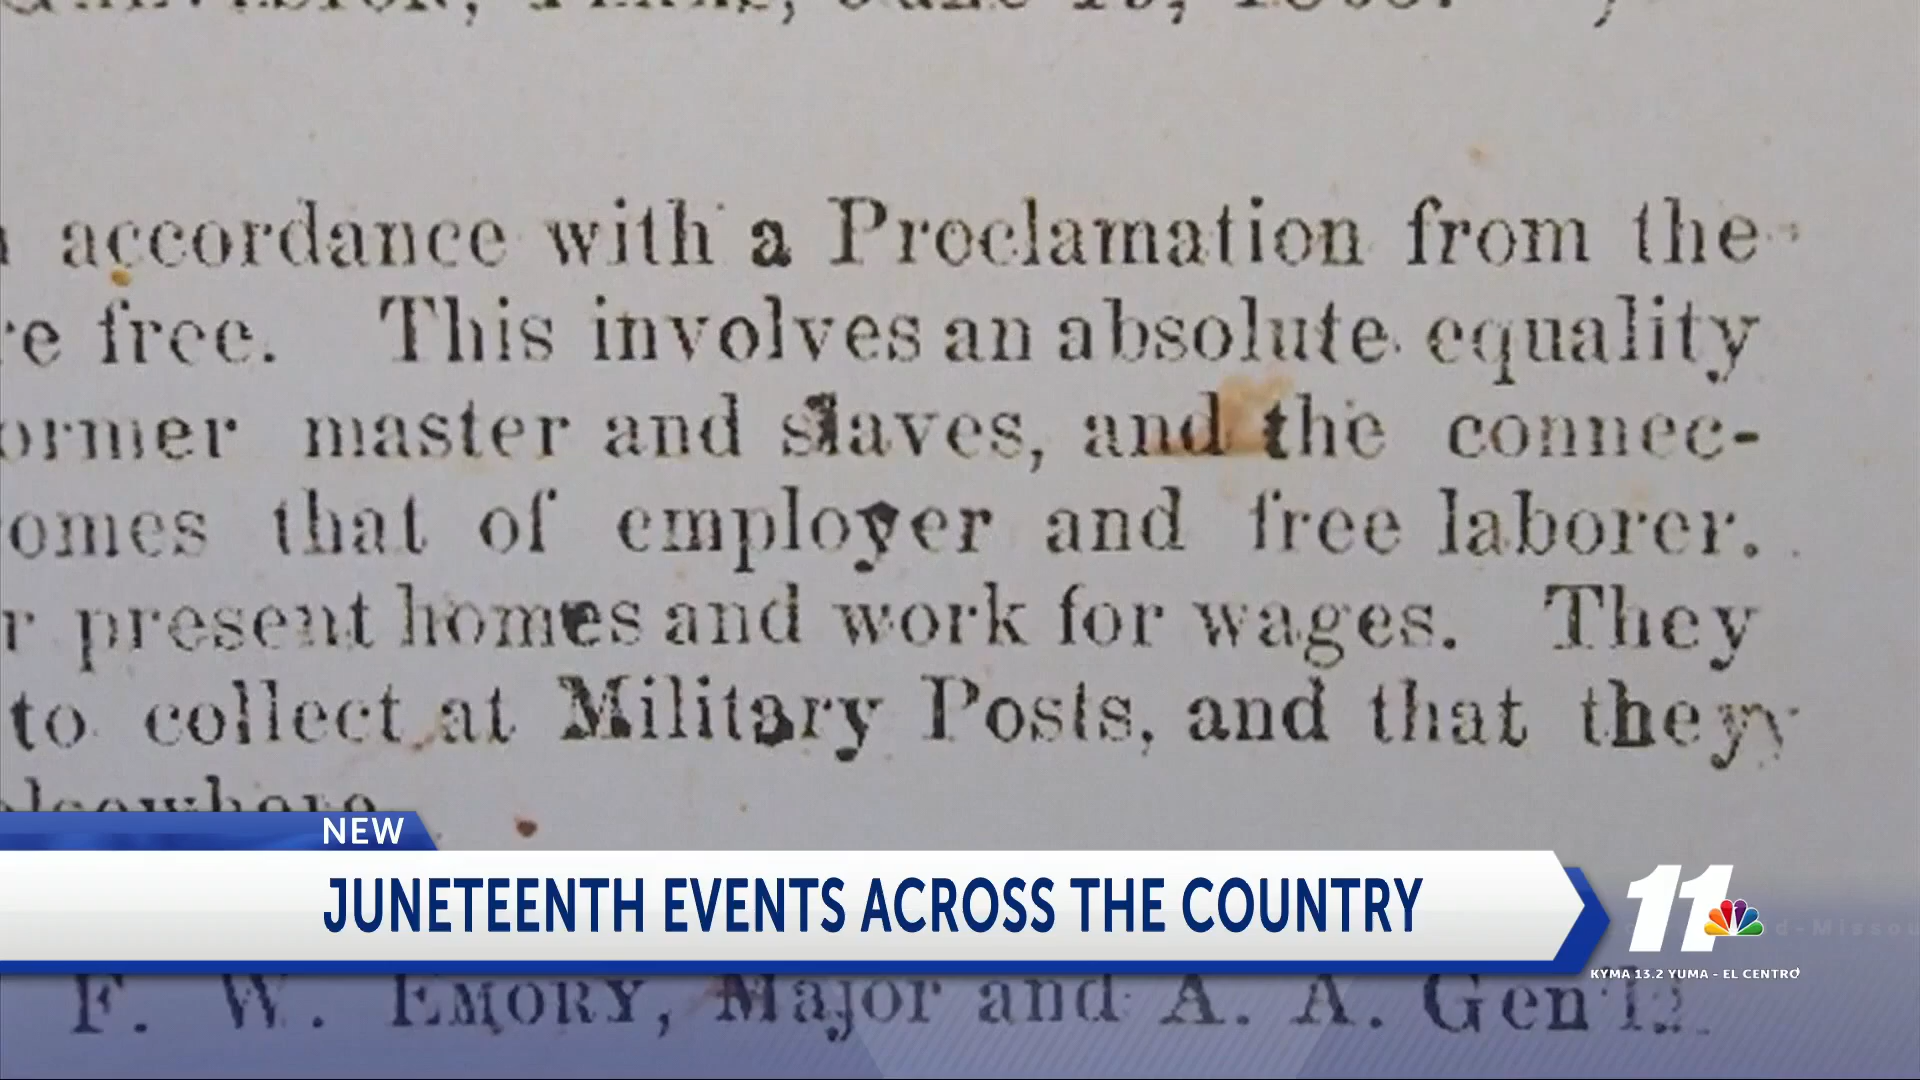 accordance with a Proclamation from the
re free. This involves an absolute equality
ormer master and slaves, and the connec-
omes that of employer and free laborer.
r present homes and work for wages. They
to collect at Military Posts, and that they
elsewhere.
NEW
JUNETEENTH EVENTS ACROSS THE COUNTRY
11
KYMA 13.2 YUMA - EL CENTRO
F. W. EMORY, Major and A. A. Gen'l.